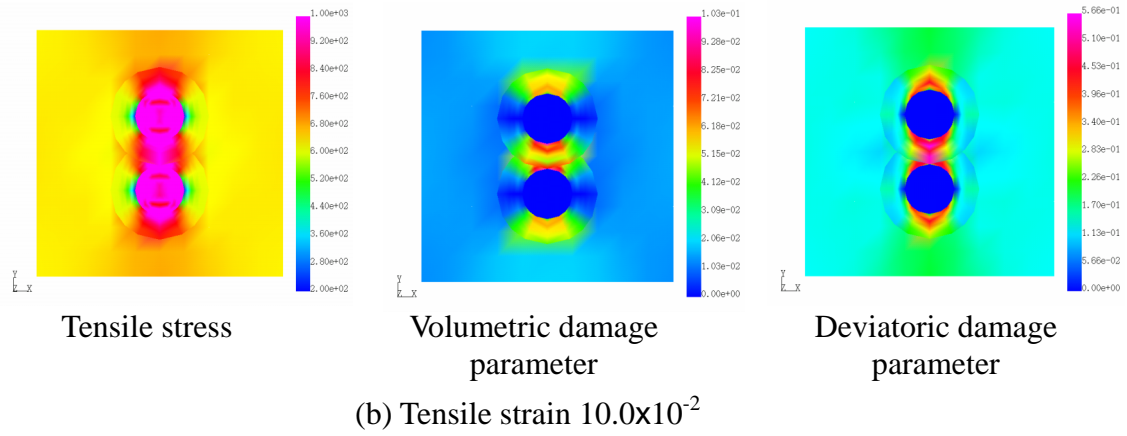 1.00e+03
9.20e+02
8.40e+02
7.60e+02
6.80e+02
6.00e+02
5.20e+02
4.40e+02
3.60e+02
2.80e+02
2.00e+02
Y
Z X
Tensile stress
1.03e-01
9.28e-02
8.25e-02
7.21e-02
6.18e-02
5.15e-02
4.12e-02
3.09e-02
2.06e-02
1.03e-02
0.00e+00
Y
Z X
Volumetric damage
parameter
5.66e-01
5.10e-01
4.53e-01
3.96e-01
3.40e-01
2.83e-01
2.26e-01
1.70e-01
1.13e-01
5.66e-02
0.00e+00
Y
Z X
Deviatoric damage
parameter
(b) Tensile strain 10.0x10⁻²